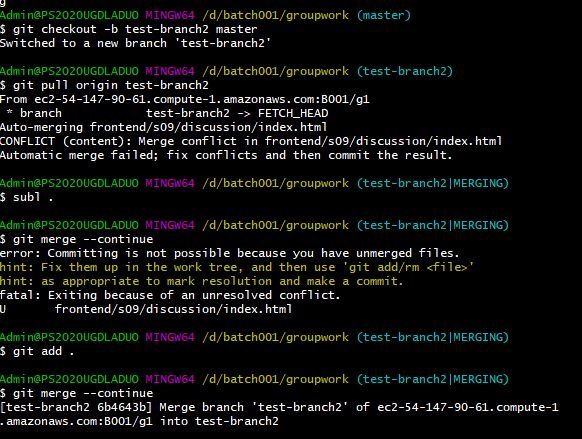 g
Admin@PS2020UGDLADUO MINGW64 /d/batch001/groupwork (master)
$ git checkout -b test-branch2 master
Switched to a new branch 'test-branch2'
Admin@PS2020UGDLADUO MINGW64 /d/batch001/groupwork (test-branch2)
$ git pull origin test-branch2
From ec2-54-147-90-61.compute-1.amazonaws.com:B001/g1
 * branch            test-branch2 -> FETCH_HEAD
Auto-merging frontend/s09/discussion/index.html
CONFLICT (content): Merge conflict in frontend/s09/discussion/index.html
Automatic merge failed; fix conflicts and then commit the result.
Admin@PS2020UGDLADUO MINGW64 /d/batch001/groupwork (test-branch2|MERGING)
$ subl .
Admin@PS2020UGDLADUO MINGW64 /d/batch001/groupwork (test-branch2|MERGING)
$ git merge --continue
error: Committing is not possible because you have unmerged files.
hint: Fix them up in the work tree, and then use 'git add/rm <file>'
hint: as appropriate to mark resolution and make a commit.
fatal: Exiting because of an unresolved conflict.
U       frontend/s09/discussion/index.html
Admin@PS2020UGDLADUO MINGW64 /d/batch001/groupwork (test-branch2|MERGING)
$ git add .
Admin@PS2020UGDLADUO MINGW64 /d/batch001/groupwork (test-branch2|MERGING)
$ git merge --continue
[test-branch2 6b4643b] Merge branch 'test-branch2' of ec2-54-147-90-61.compute-1
.amazonaws.com:B001/g1 into test-branch2